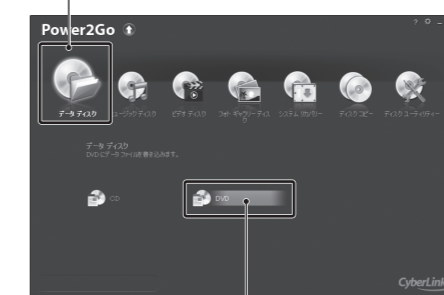 Power2Go
? _
データ ディスク
ミュージック ディスク
ビデオ ディスク
フォト ギャラリー ディスク
システム リカバリー
ディスク コピー
ディスク ユーティリティー
データ ディスク
DVD にデータ ファイルを書き込みます。
CD
DVD
CyberLink